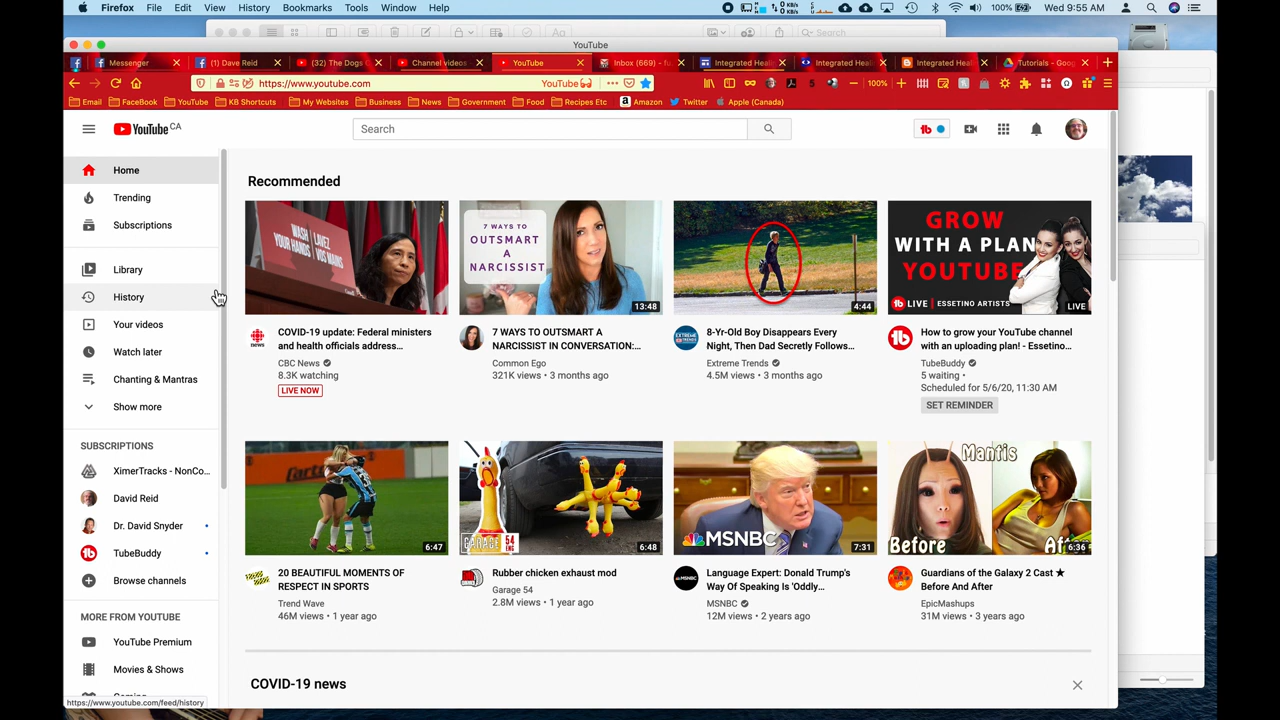 Firefox File Edit View History Bookmarks Tools Window Help 100% Wed 9:55 AM
Search
YouTube
Messenger (1) Dave Reid (32) The Dogs Channel videos YouTube Inbox (669) Integrated Heal Integrated Heal Integrated Heal Tutorials - Goog
https://www.youtube.com YouTube 100%
Email FaceBook YouTube KB Shortcuts My Websites Business News Government Food Recipes Etc Amazon Twitter Apple (Canada)
YouTube CA
Search
Home
Trending
Subscriptions
Library
History
Your videos
Watch later
Chanting & Mantras
Show more
SUBSCRIPTIONS
XimerTracks - NonCo...
David Reid
Dr. David Snyder
TubeBuddy
Browse channels
MORE FROM YOUTUBE
YouTube Premium
Movies & Shows
https://www.youtube.com/feed/history
Recommended
WASH YOUR HANDS
LAVEZ VOS MAINS
COVID-19 update: Federal ministers
and health officials address...
CBC News
8.3K watching
LIVE NOW
7 WAYS TO
OUTSMART
A
NARCISSIST
13:48
7 WAYS TO OUTSMART A
NARCISSIST IN CONVERSATION:...
Common Ego
321K views • 3 months ago
4:44
8-Yr-Old Boy Disappears Every
Night, Then Dad Secretly Follows...
Extreme Trends
4.5M views • 3 months ago
GROW
WITH A PLAN
YOUTUBE
LIVE | ESSETINO ARTISTS
LIVE
How to grow your YouTube channel
with an uploading plan! - Essetino...
TubeBuddy
5 waiting •
Scheduled for 5/6/20, 11:30 AM
SET REMINDER
6:47
20 BEAUTIFUL MOMENTS OF
RESPECT IN SPORTS
Trend Wave
46M views • 1 year ago
GARAGE 54 ENG
6:48
Rubber chicken exhaust mod
Garage 54
2.8M views • 1 year ago
MSNBC
7:31
Language Expert: Donald Trump's
Way Of Speaking Is 'Oddly...
MSNBC
12M views • 2 years ago
Mantis
Before After
6:36
Guardians of the Galaxy 2 Cast ★
Before And After
EpicMashups
31M views • 3 years ago
COVID-19 news